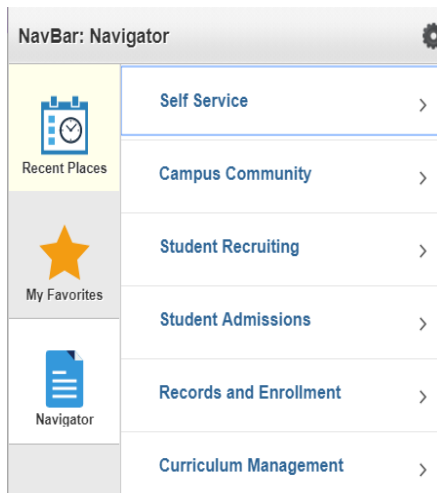 NavBar: Navigator
Recent Places
My Favorites
Navigator
Self Service
Campus Community
Student Recruiting
Student Admissions
Records and Enrollment
Curriculum Management